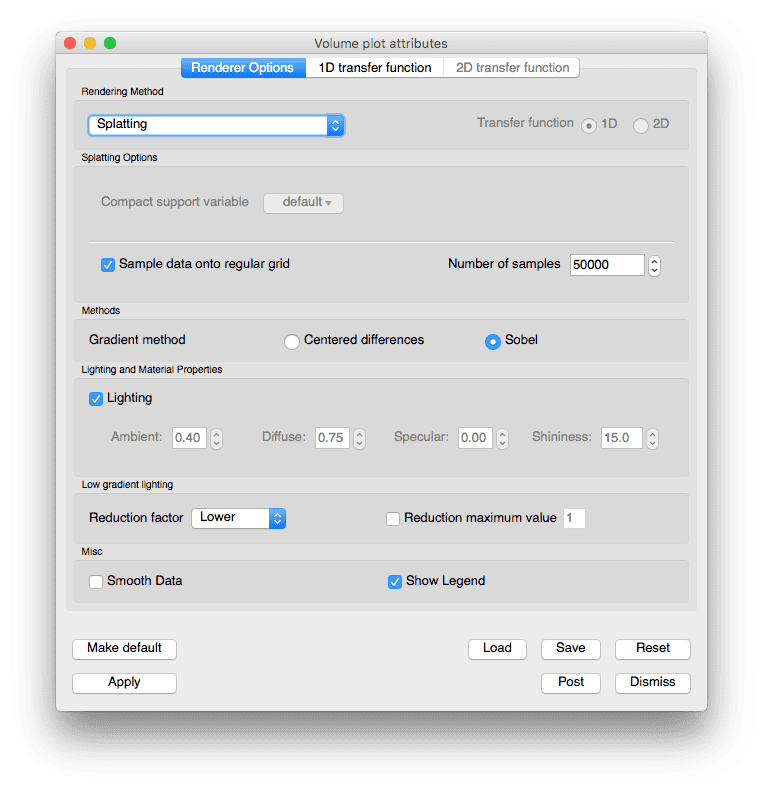 Volume plot attributes
Renderer Options 1D transfer function 2D transfer function
Rendering Method
Splatting Transfer function 1D 2D
Splatting Options
Compact support variable default
Sample data onto regular grid Number of samples 50000
Methods
Gradient method Centered differences Sobel
Lighting and Material Properties
Lighting
Ambient: 0.40 Diffuse: 0.75 Specular: 0.00 Shininess: 15.0
Low gradient lighting
Reduction factor Lower Reduction maximum value 1
Misc
Smooth Data Show Legend
Make default Load Save Reset
Apply Post Dismiss